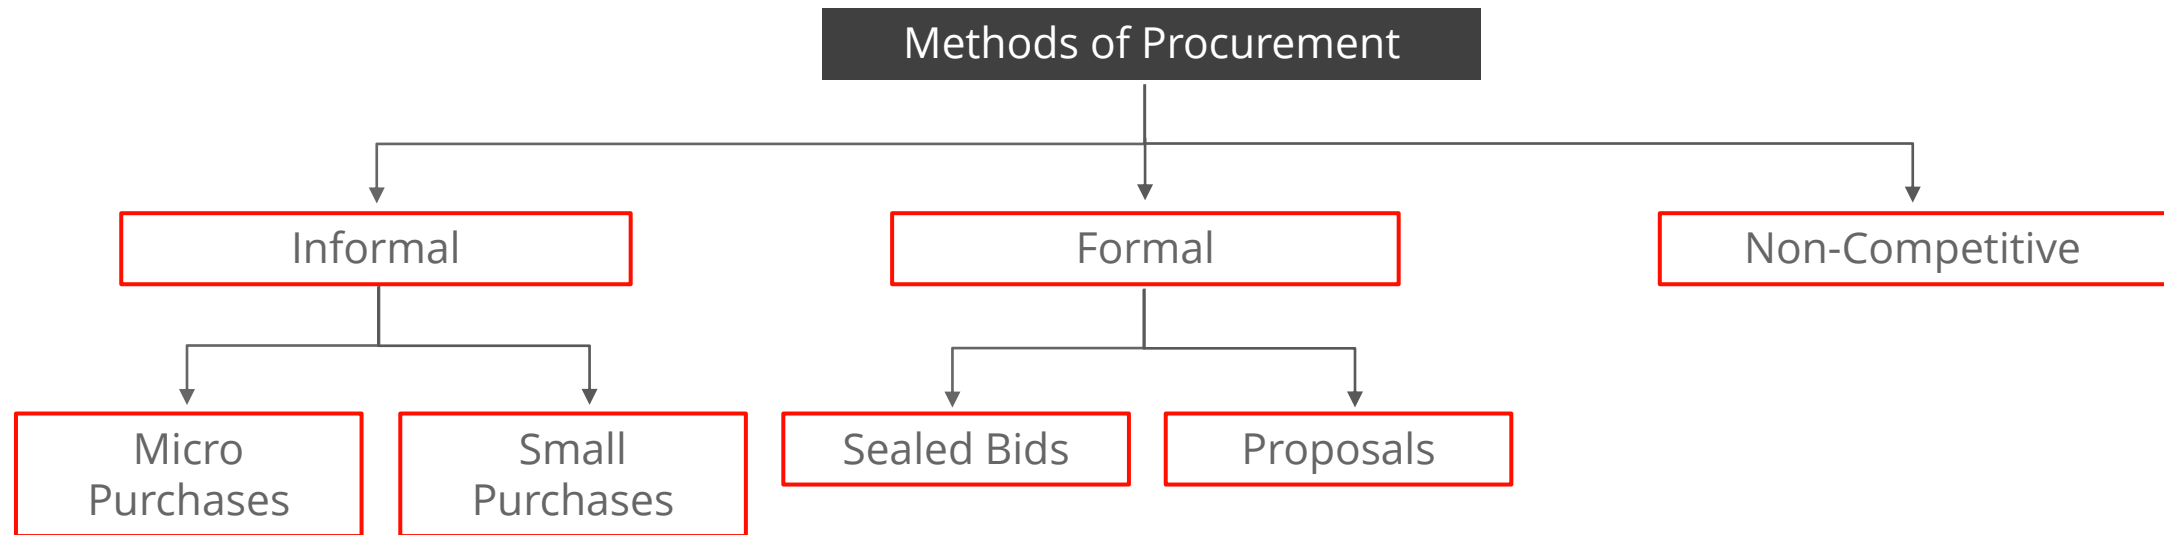 Methods of Procurement
Informal
Formal
Non-Competitive
Micro
Purchases
Small
Purchases
Sealed Bids
Proposals